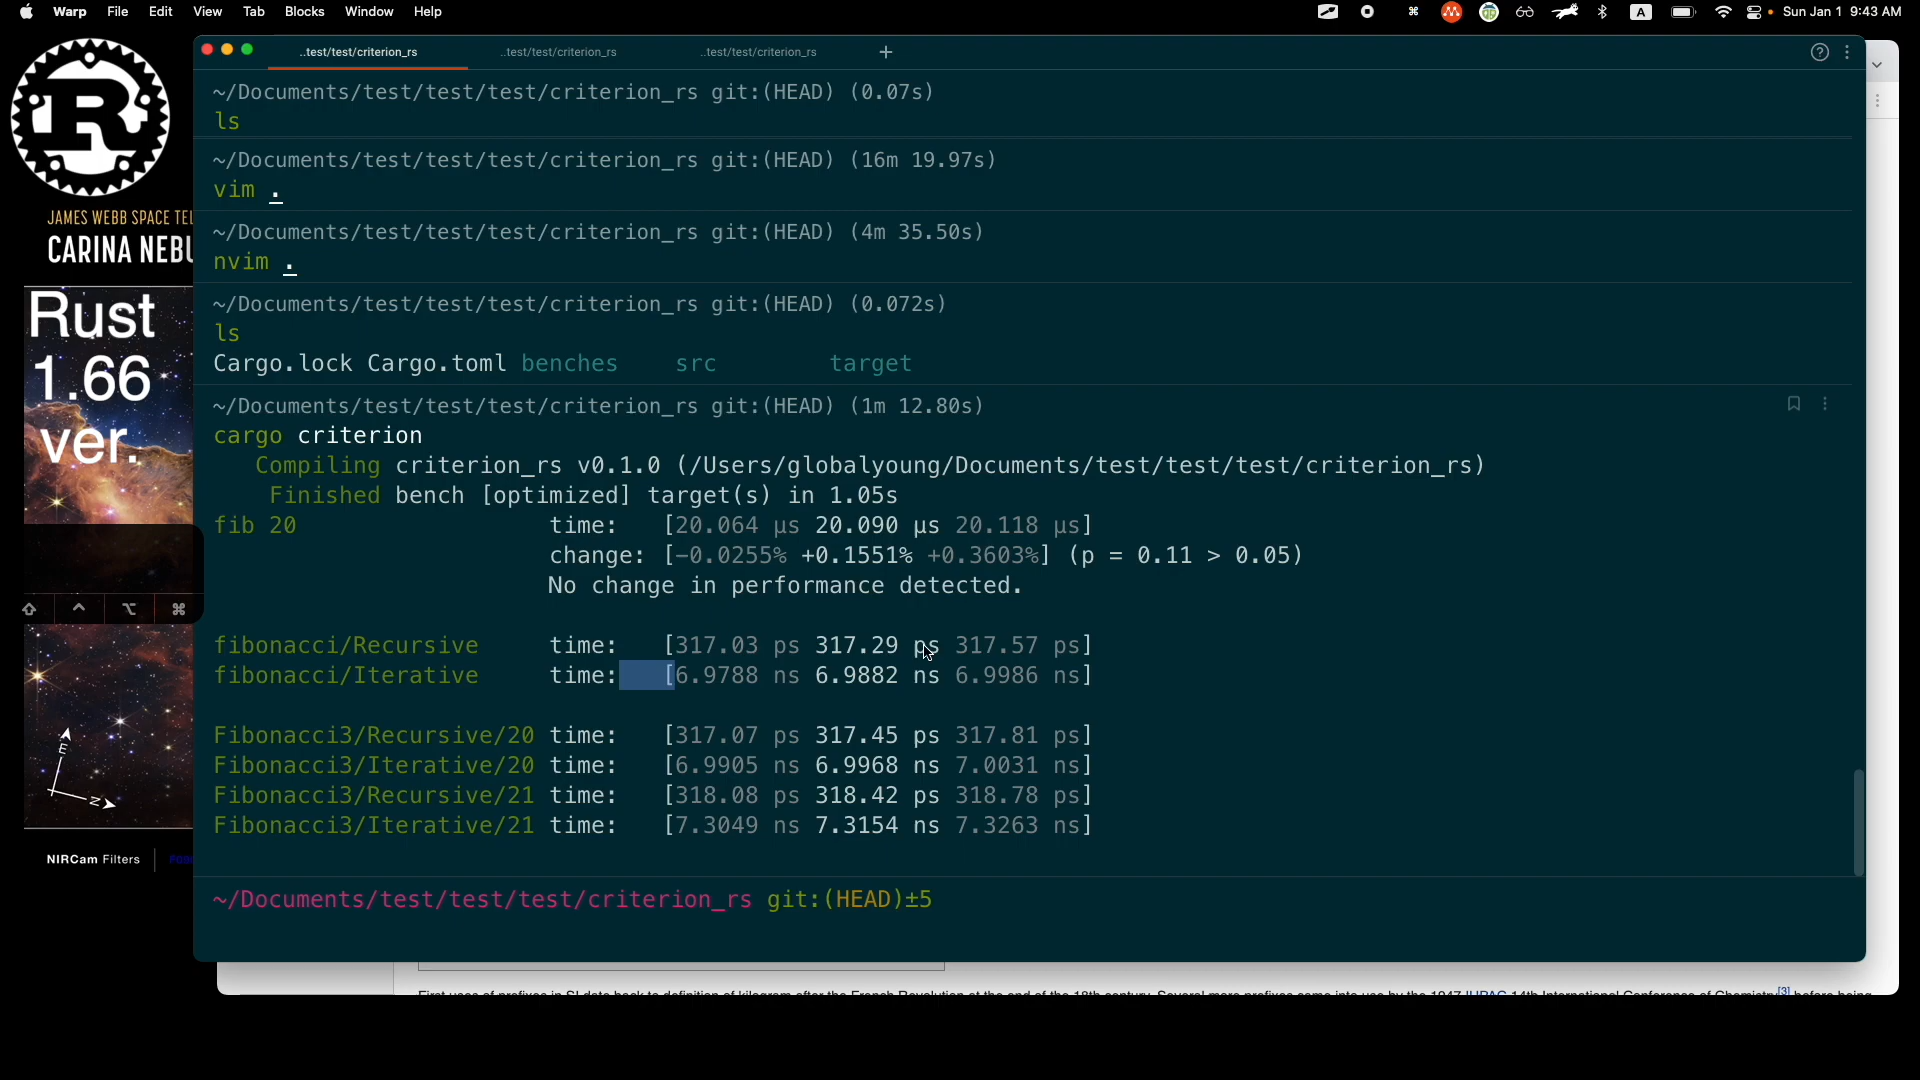 Warp File Edit View Tab Blocks Window Help
A
Sun Jan 1 9:43 AM
R
..test/test/criterion_rs
..test/test/criterion_rs
..test/test/criterion_rs
+
?
~/Documents/test/test/test/criterion_rs git:(HEAD) (0.07s)
ls
~/Documents/test/test/test/criterion_rs git:(HEAD) (16m 19.97s)
vim .
~/Documents/test/test/test/criterion_rs git:(HEAD) (4m 35.50s)
nvim .
~/Documents/test/test/test/criterion_rs git:(HEAD) (0.072s)
ls
Cargo.lock Cargo.toml benches src target
~/Documents/test/test/test/criterion_rs git:(HEAD) (1m 12.80s)
cargo criterion
Compiling criterion_rs v0.1.0 (/Users/globalyoung/Documents/test/test/test/criterion_rs)
Finished bench [optimized] target(s) in 1.05s
fib 20 time: [20.064 µs 20.090 µs 20.118 µs]
change: [-0.0255% +0.1551% +0.3603%] (p = 0.11 > 0.05)
No change in performance detected.
fibonacci/Recursive time: [317.03 ps 317.29 ps 317.57 ps]
fibonacci/Iterative time: [6.9788 ns 6.9882 ns 6.9986 ns]
Fibonacci3/Recursive/20 time: [317.07 ps 317.45 ps 317.81 ps]
Fibonacci3/Iterative/20 time: [6.9905 ns 6.9968 ns 7.0031 ns]
Fibonacci3/Recursive/21 time: [318.08 ps 318.42 ps 318.78 ps]
Fibonacci3/Iterative/21 time: [7.3049 ns 7.3154 ns 7.3263 ns]
~/Documents/test/test/test/criterion_rs git:(HEAD)±5
JAMES WEBB SPACE TEL
CARINA NEBU
Rust
1.66
ver.
E
N
NIRCam Filters